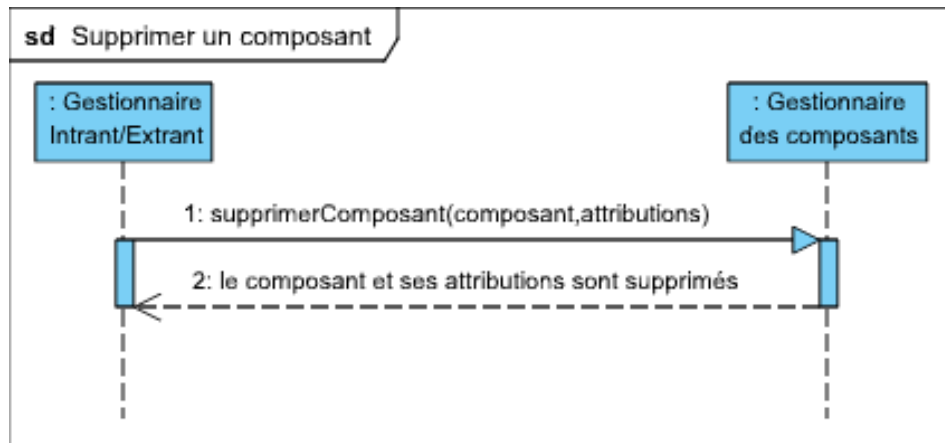 sd Supprimer un composant
: Gestionnaire
Intrant/Extrant
: Gestionnaire
des composants
1: supprimerComposant(composant,attributions)
2: le composant et ses attributions sont supprimés